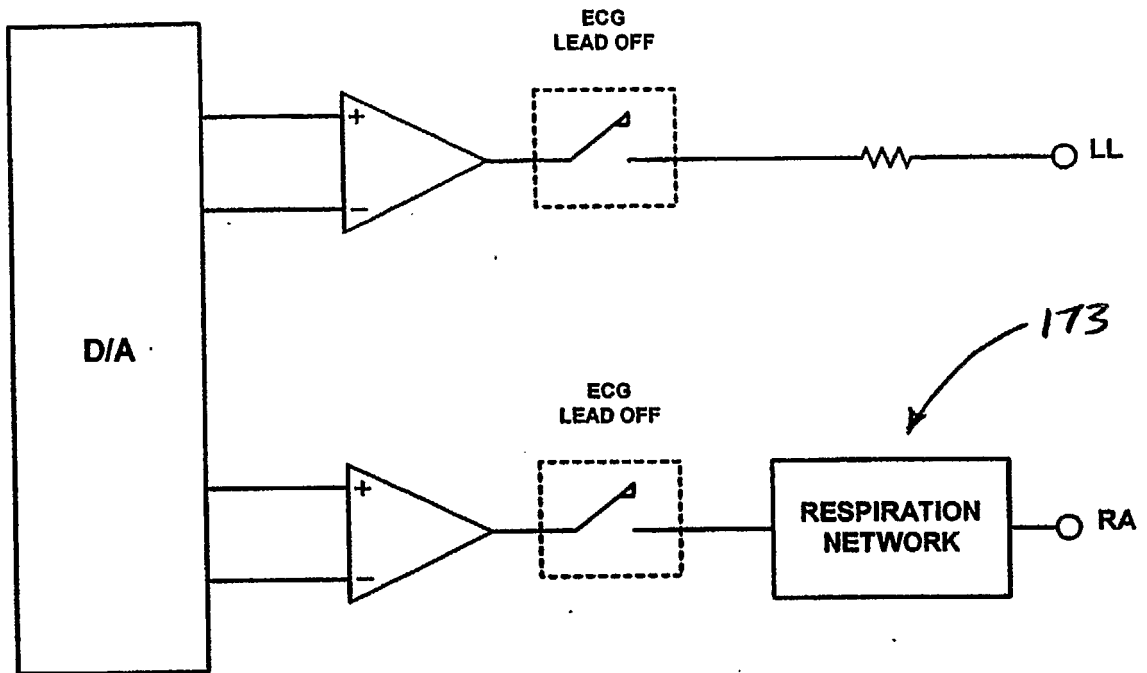 ECG
LEAD OFF
+
−
LL
D/A
173
ECG
LEAD OFF
+
−
RESPIRATION
NETWORK
RA